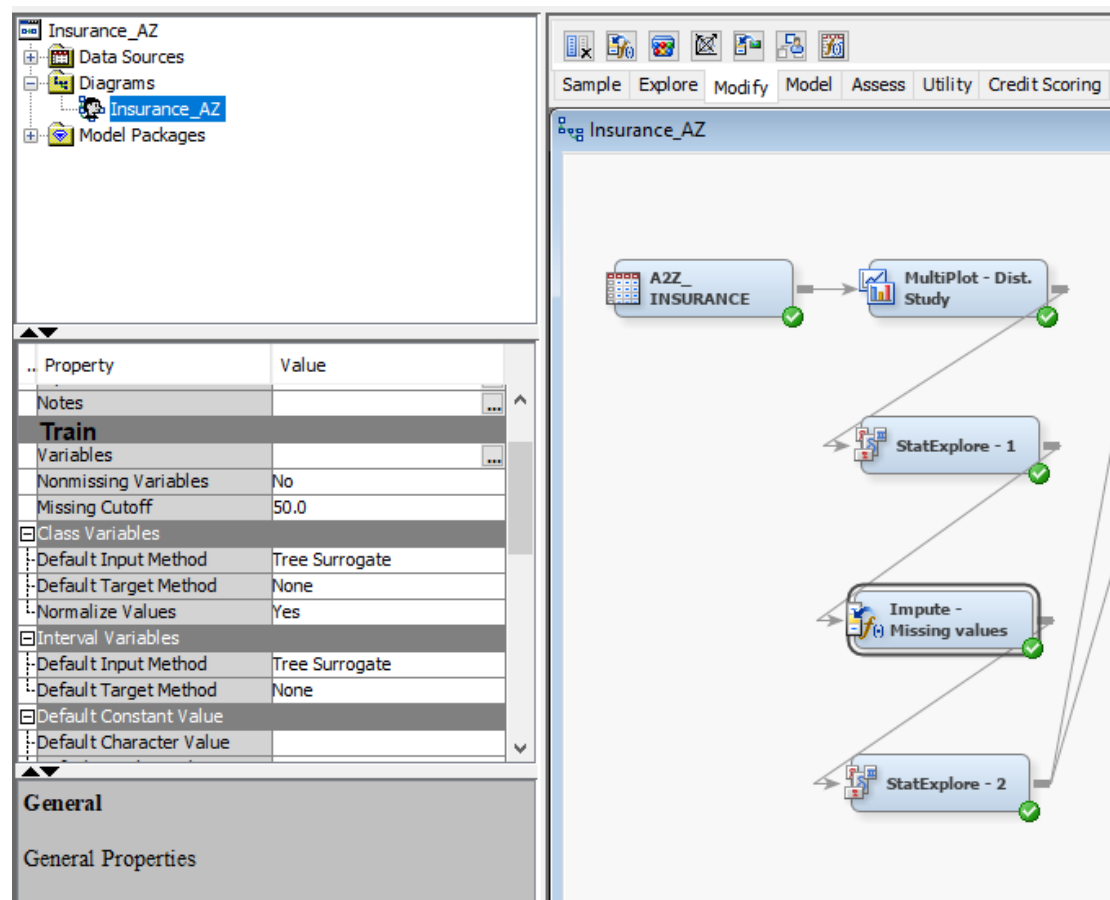 Insurance_AZ
Data Sources
Diagrams
Insurance_AZ
Model Packages
.. Property Value
Notes ...
Train
Variables ...
Nonmissing Variables No
Missing Cutoff 50.0
Class Variables
Default Input Method Tree Surrogate
Default Target Method None
Normalize Values Yes
Interval Variables
Default Input Method Tree Surrogate
Default Target Method None
Default Constant Value
Default Character Value
General
General Properties
Sample Explore Modify Model Assess Utility Credit Scoring
Insurance_AZ
A2Z_
INSURANCE
MultiPlot - Dist.
Study
StatExplore - 1
Impute -
Missing values
StatExplore - 2